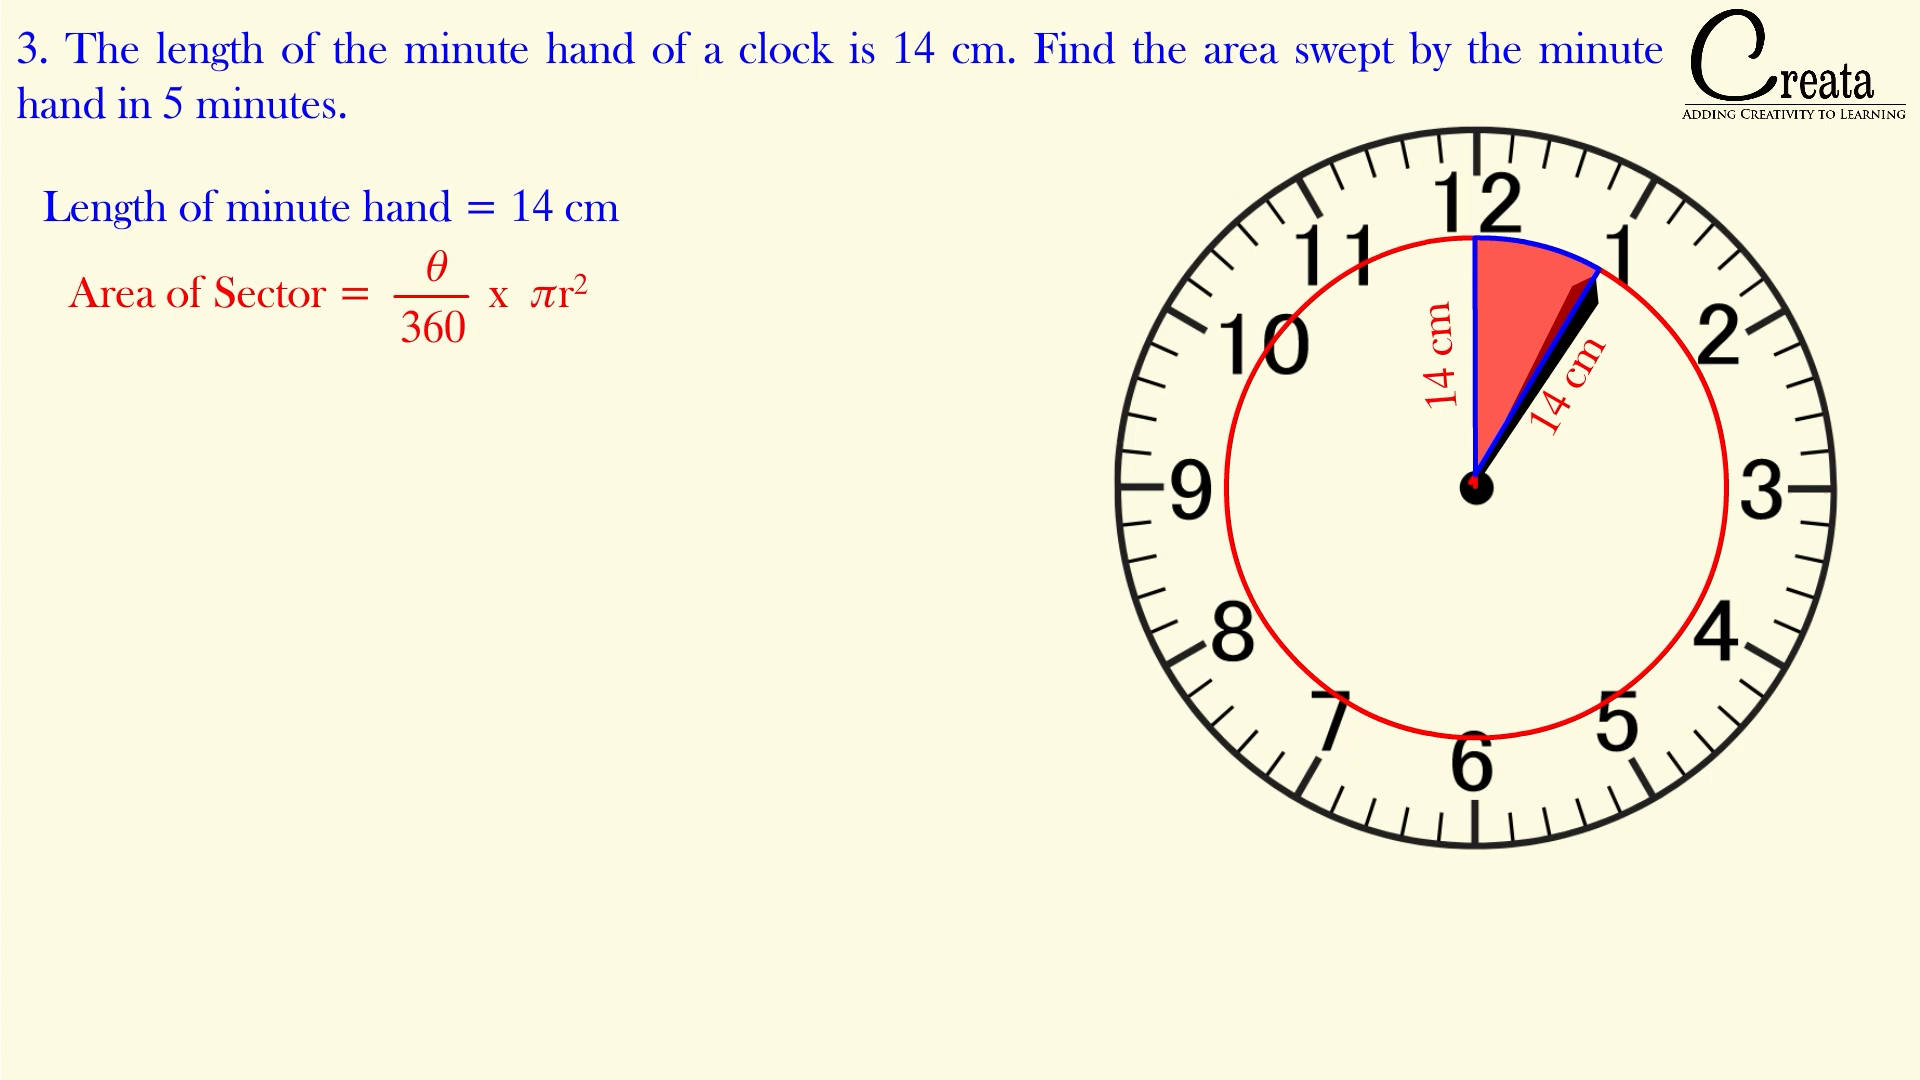 3. The length of the minute hand of a clock is 14 cm. Find the area swept by the minute
hand in 5 minutes.
Creata
ADDING CREATIVITY TO LEARNING
Length of minute hand = 14 cm
Area of Sector = θ/360 x πr²
12
11
1
10
2
14 cm
14 cm
9
3
8
4
7
5
6